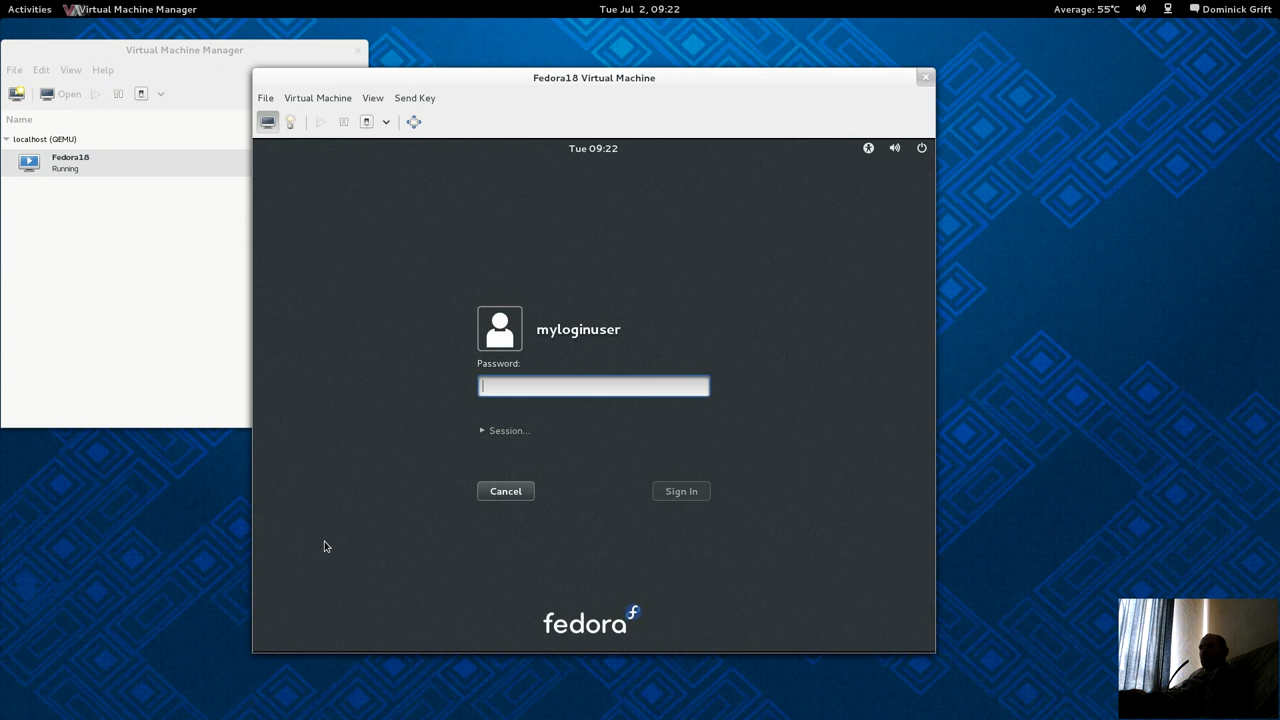 Activities Virtual Machine Manager Tue Jul 2, 09:22 Average: 55°C Dominick Grift
Virtual Machine Manager
File Edit View Help
Open
Name
localhost (QEMU)
Fedora18
Running
Fedora18 Virtual Machine
File Virtual Machine View Send Key
Tue 09:22
myloginuser
Password:
Session...
Cancel Sign In
fedora